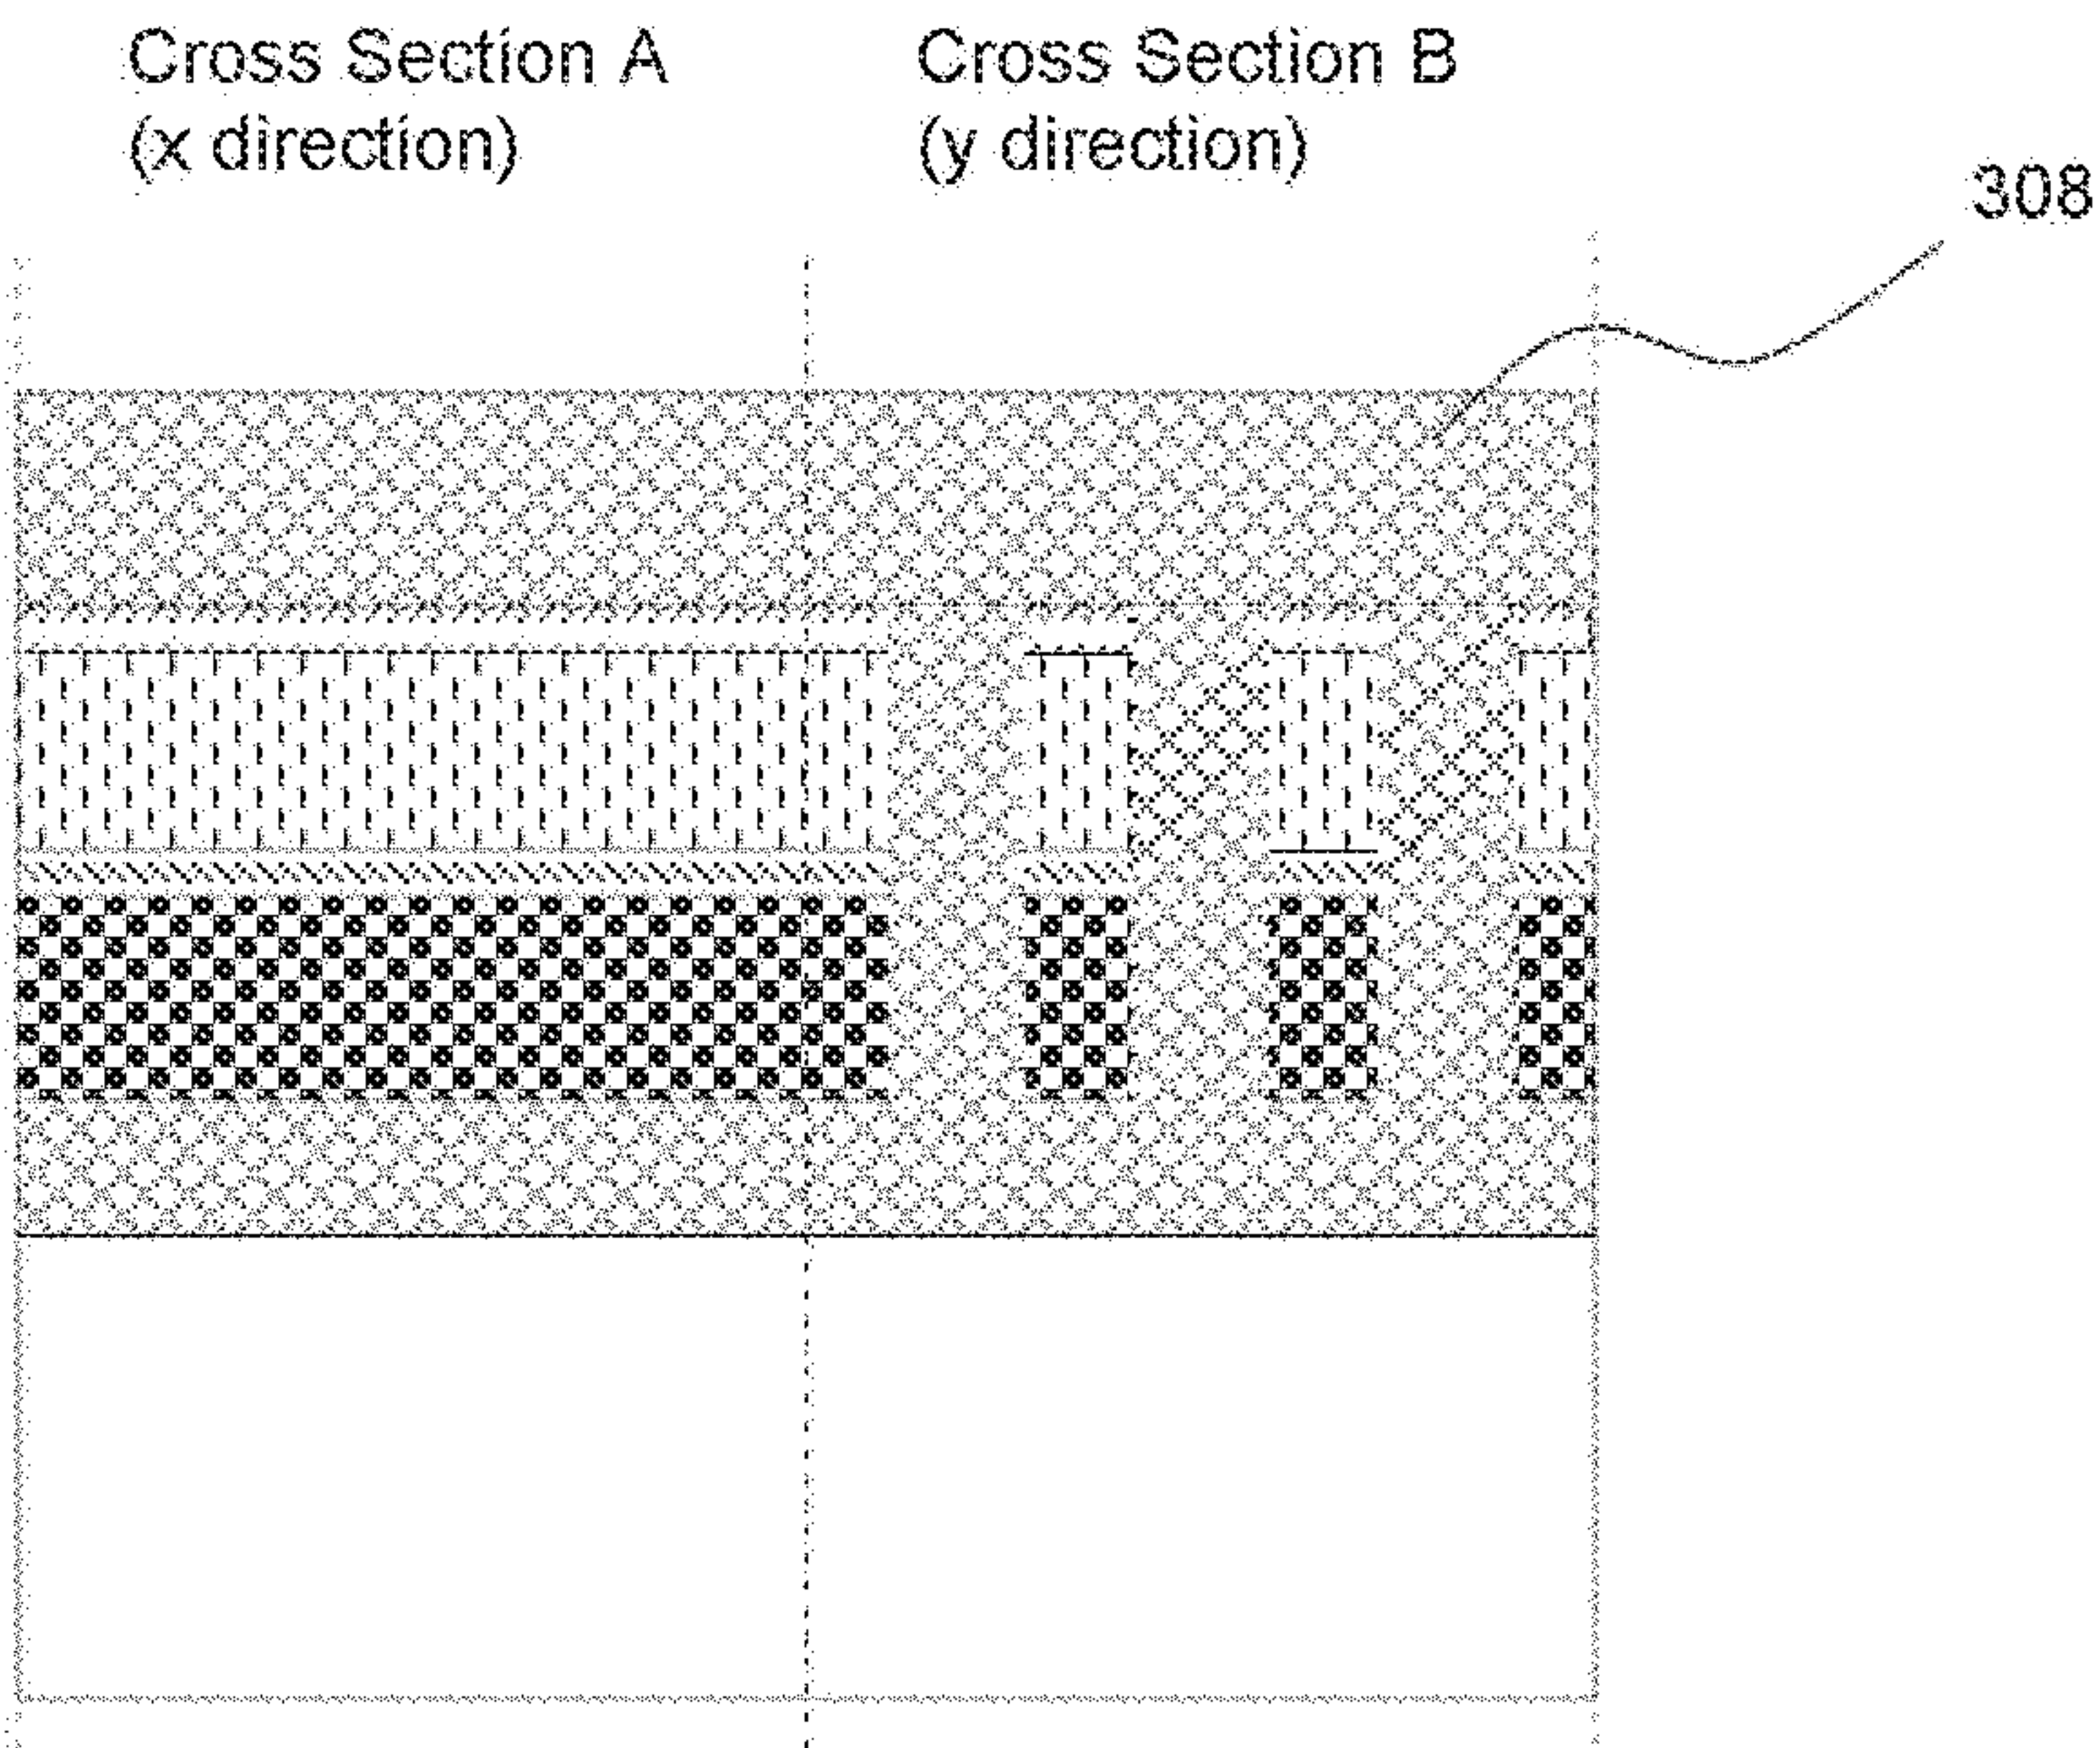 Cross Section A
(x direction)
Cross Section B
(y direction)
308